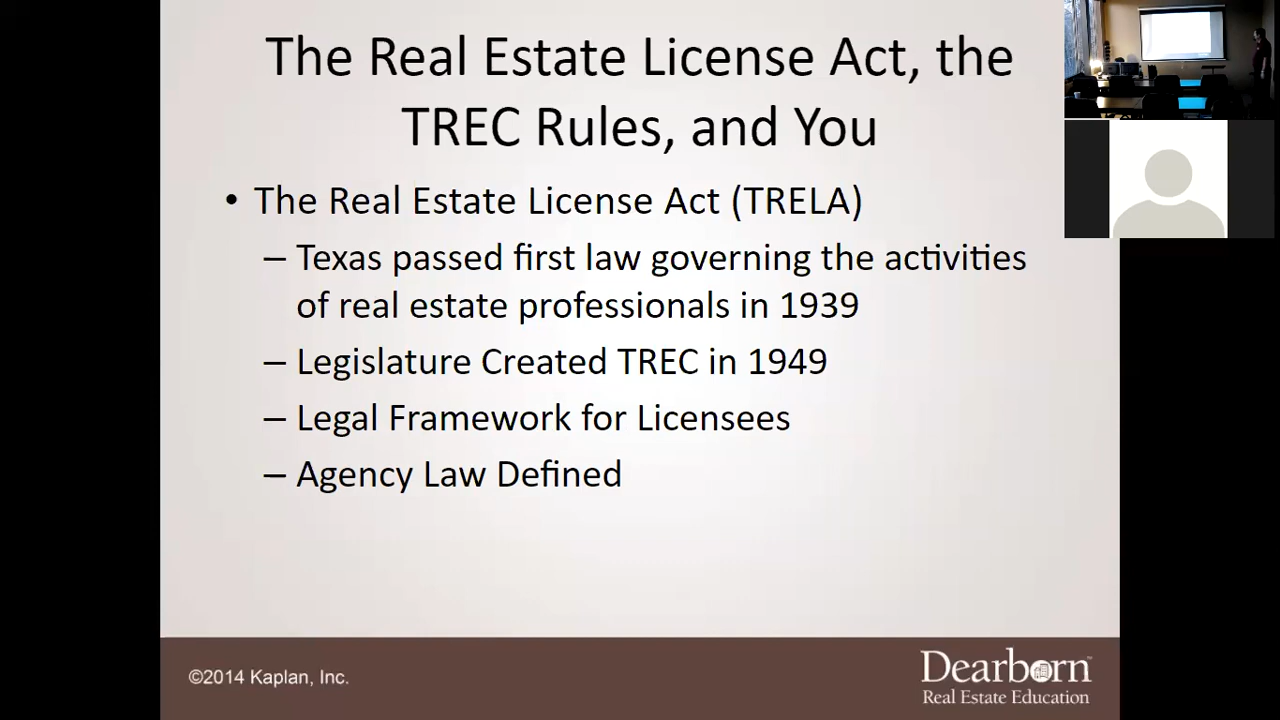 The Real Estate License Act, the
TREC Rules, and You
• The Real Estate License Act (TRELA)
– Texas passed first law governing the activities
of real estate professionals in 1939
– Legislature Created TREC in 1949
– Legal Framework for Licensees
– Agency Law Defined
©2014 Kaplan, Inc.
Dearborn™
Real Estate Education